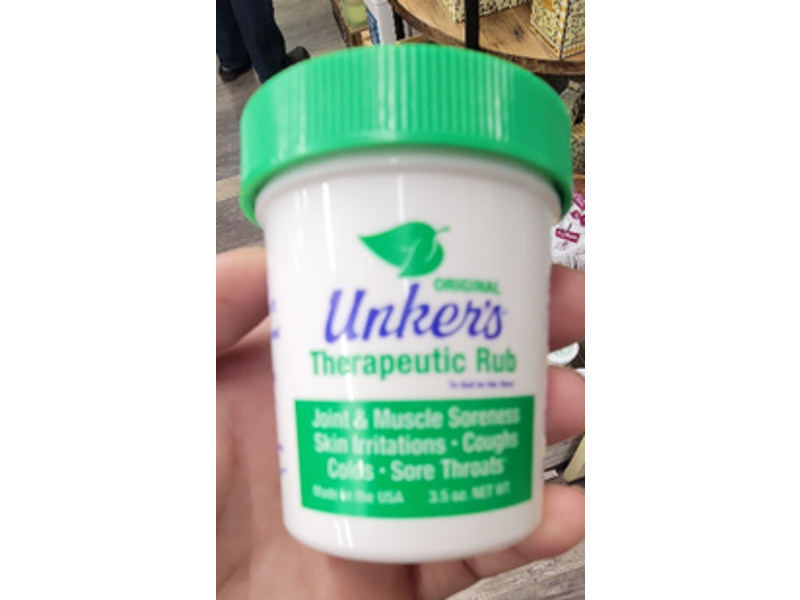 ORIGINAL
Unker's
Therapeutic Rub
Joint & Muscle Soreness
Skin Irritations · Coughs
Colds · Sore Throats
Made in the USA 3.5 oz. NET WT.